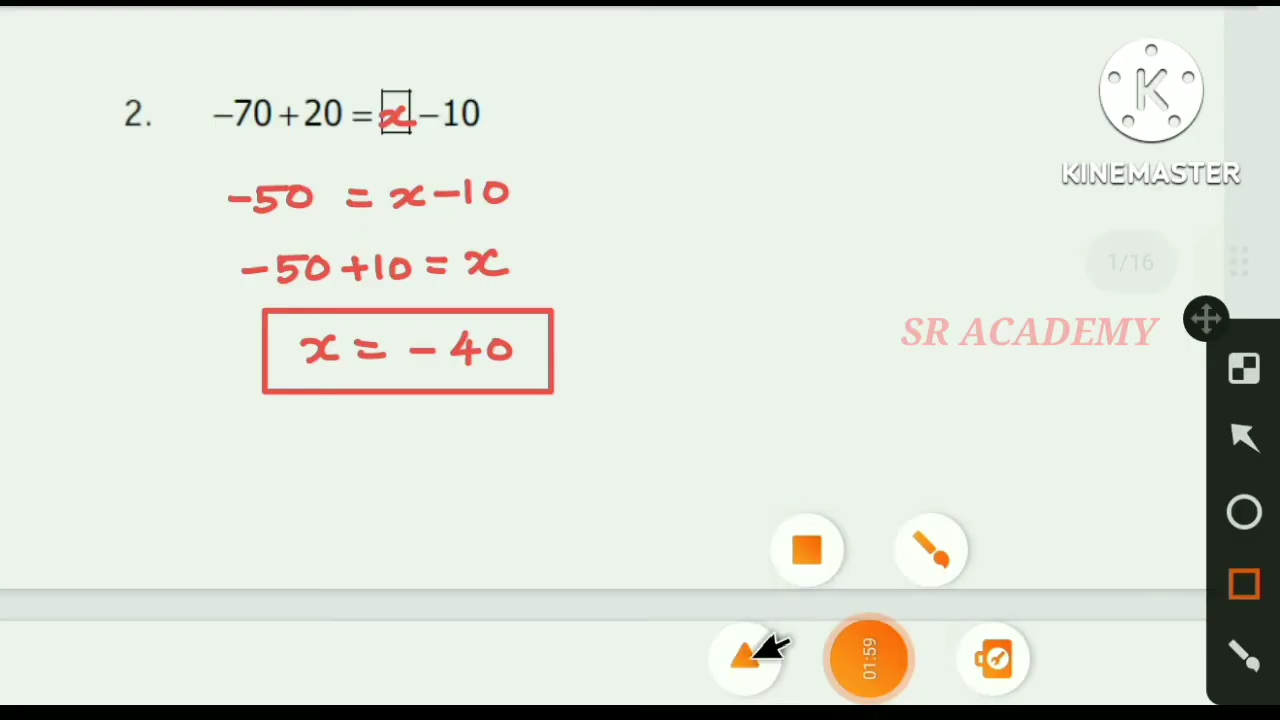 2. −70+20 = x −10
−50 = x −10
−50 +10 = x
x = −40
KINEMASTER
1/16
SR ACADEMY
01:59